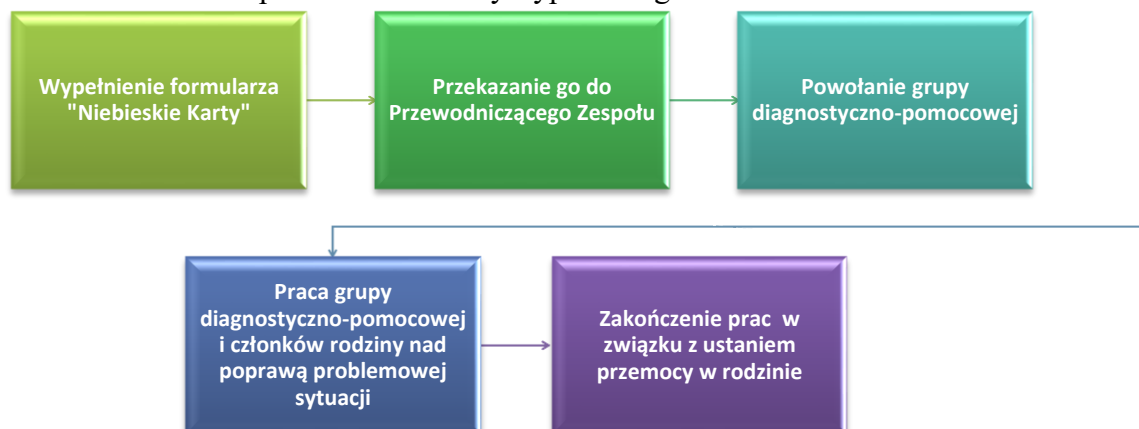 Wypełnienie formularza
"Niebieskie Karty"
Przekazanie go do
Przewodniczącego Zespołu
Powołanie grupy
diagnostyczno-pomocowej
Praca grupy
diagnostyczno-pomocowej
i członków rodziny nad
poprawą problemowej
sytuacji
Zakończenie prac w
związku z ustaniem
przemocy w rodzinie